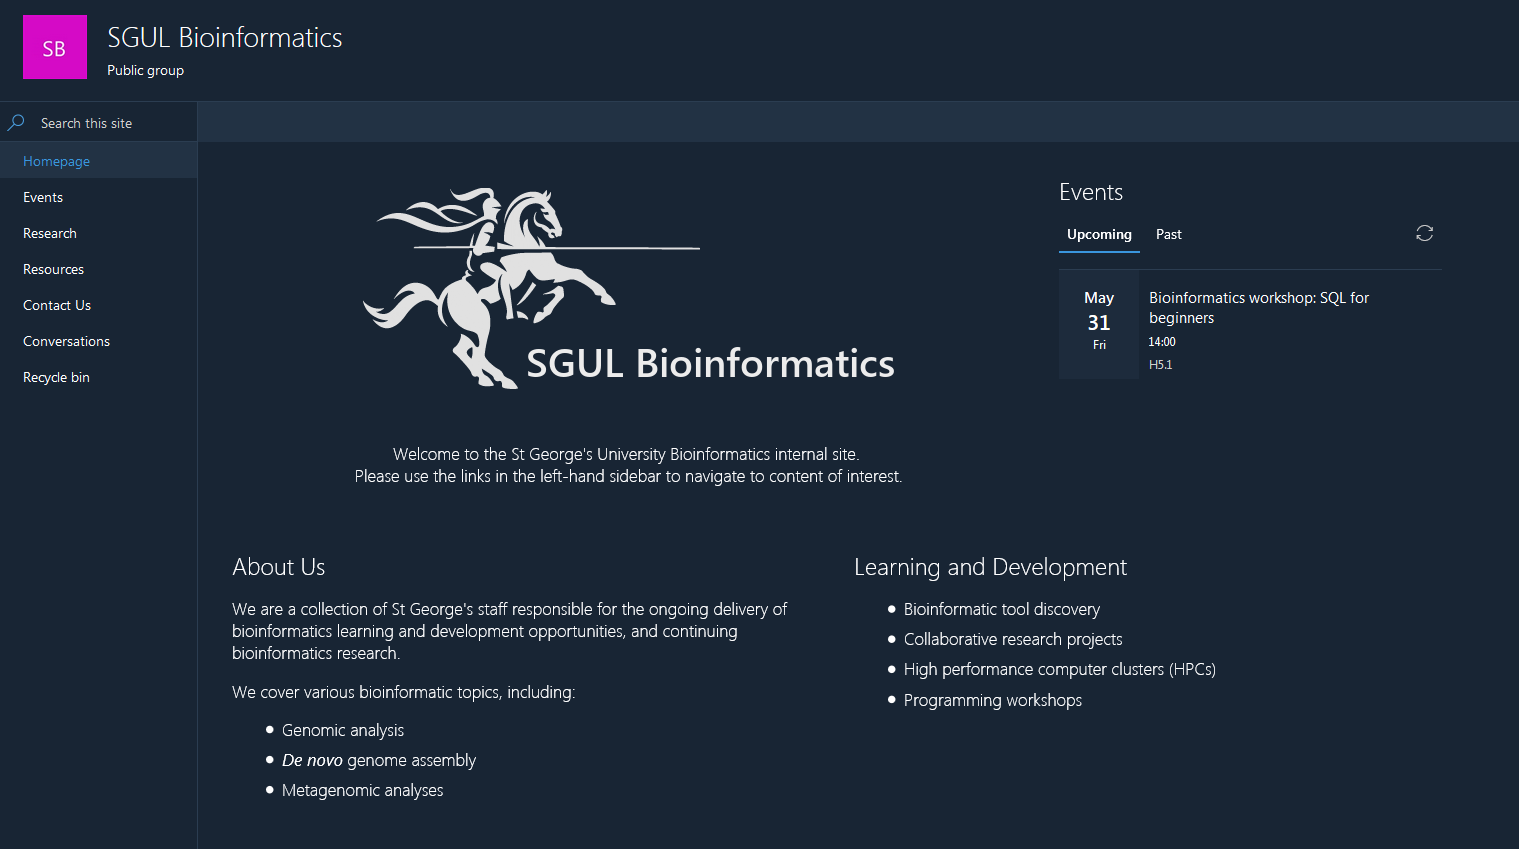 SB
SGUL Bioinformatics
Public group
Search this site
Homepage
Events
Research
Resources
Contact Us
Conversations
Recycle bin
SGUL Bioinformatics
Welcome to the St George's University Bioinformatics internal site.
Please use the links in the left-hand sidebar to navigate to content of interest.
Events
Upcoming Past
May
31
Fri
Bioinformatics workshop: SQL for
beginners
14:00
H5.1
About Us
We are a collection of St George's staff responsible for the ongoing delivery of
bioinformatics learning and development opportunities, and continuing
bioinformatics research.
We cover various bioinformatic topics, including:
• Genomic analysis
• De novo genome assembly
• Metagenomic analyses
Learning and Development
• Bioinformatic tool discovery
• Collaborative research projects
• High performance computer clusters (HPCs)
• Programming workshops